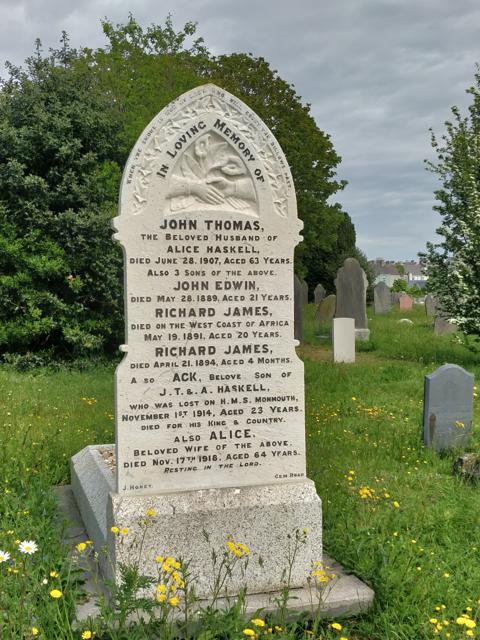 IN LOVING MEMORY OF
JOHN THOMAS,
THE BELOVED HUSBAND OF
ALICE HASKELL,
DIED JUNE 28. 1907, AGED 63 YEARS.
ALSO 3 SONS OF THE ABOVE.
JOHN EDWIN,
DIED MAY 28. 1889, AGED 21 YEARS.
RICHARD JAMES,
DIED ON THE WEST COAST OF AFRICA
MAY 19. 1891, AGED 20 YEARS.
RICHARD JAMES,
DIED APRIL 21. 1894, AGED 4 MONTHS.
A SO ACK, BELOVE SON OF
J.T. & A. HASKELL,
WHO WAS LOST ON H.M.S. MONMOUTH,
NOVEMBER 1ST 1914, AGED 23 YEARS.
DIED FOR HIS KING & COUNTRY.
ALSO ALICE,
BELOVED WIFE OF THE ABOVE.
DIED NOV. 17TH 1918, AGED 64 YEARS.
RESTING IN THE LORD.
J. HONEY. CEM ROAD